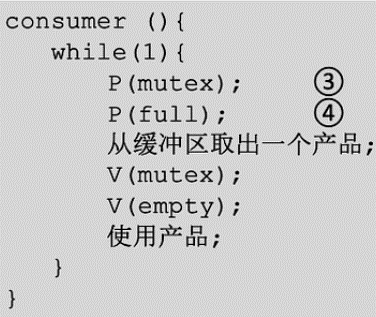 consumer (){
while(1){
P(mutex); ③
P(full); ④
从缓冲区取出一个产品;
V(mutex);
V(empty);
使用产品;
}
}